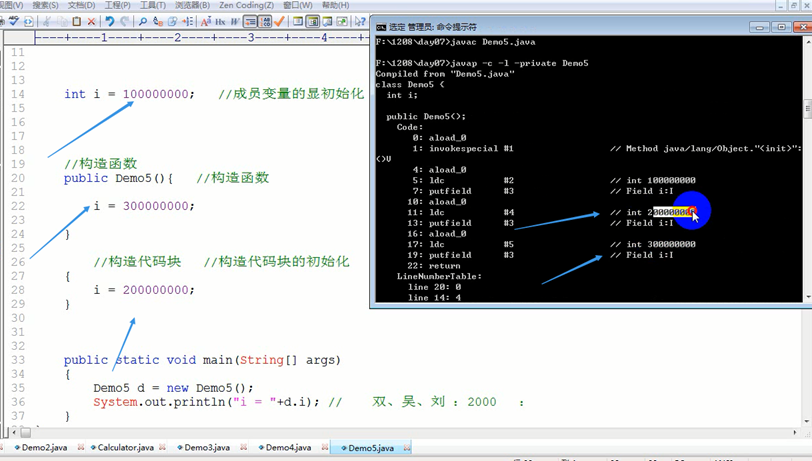 视图(V) 搜索(S) 文档(D) 工程(P) 工具(T) 浏览器(B) Zen Coding(Z) 窗口(W) 帮助(H)
----+----1----+----2----+----3----+
11
12
13
14 int i = 100000000; //成员变量的显初始化
15
16
17
18
19 //构造函数
20 public Demo5(){ //构造函数
21
22 i = 300000000;
23
24 }
25
26 //构造代码块 //构造代码块的初始化
27 {
28 i = 200000000;
29 }
30
31
32
33 public static void main(String[] args)
34 {
35 Demo5 d = new Demo5();
36 System.out.println("i = "+d.i); // 双、吴、刘 : 2000 :
37 }
选定 管理员: 命令提示符
F:\1208\day07>javac Demo5.java
F:\1208\day07>javap -c -l -private Demo5
Compiled from "Demo5.java"
class Demo5 {
int i;
public Demo5();
Code:
0: aload_0
1: invokespecial #1 // Method java/lang/Object."<init>":
()V
4: aload_0
5: ldc #2 // int 100000000
7: putfield #3 // Field i:I
10: aload_0
11: ldc #4 // int 200000000
13: putfield #3 // Field i:I
16: aload_0
17: ldc #5 // int 300000000
19: putfield #3 // Field i:I
22: return
LineNumberTable:
line 20: 0
line 14: 4
Demo2.java Calculator.java Demo3.java Demo4.java Demo5.java